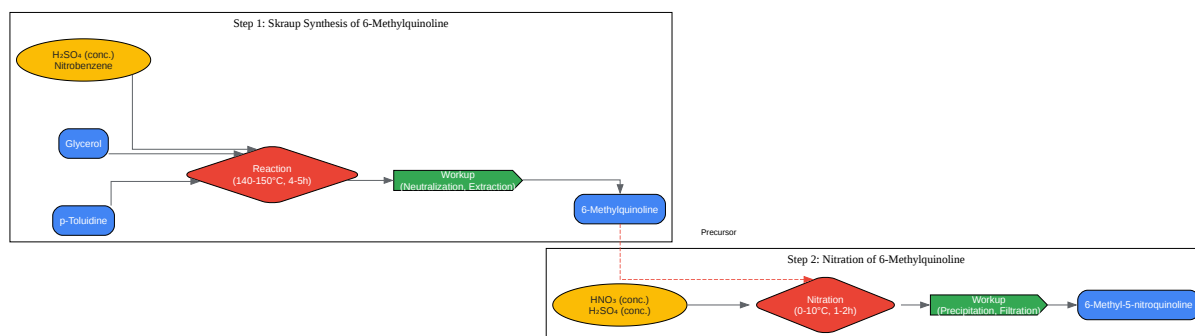 Step 1: Skraup Synthesis of 6-Methylquinoline
H₂SO₄ (conc.)
Nitrobenzene
Glycerol
Reaction
(140-150°C, 4-5h)
Workup
(Neutralization, Extraction)
p-Toluidine
6-Methylquinoline
Precursor
Step 2: Nitration of 6-Methylquinoline
HNO₃ (conc.)
H₂SO₄ (conc.)
Nitration
(0-10°C, 1-2h)
Workup
(Precipitation, Filtration)
6-Methyl-5-nitroquinoline